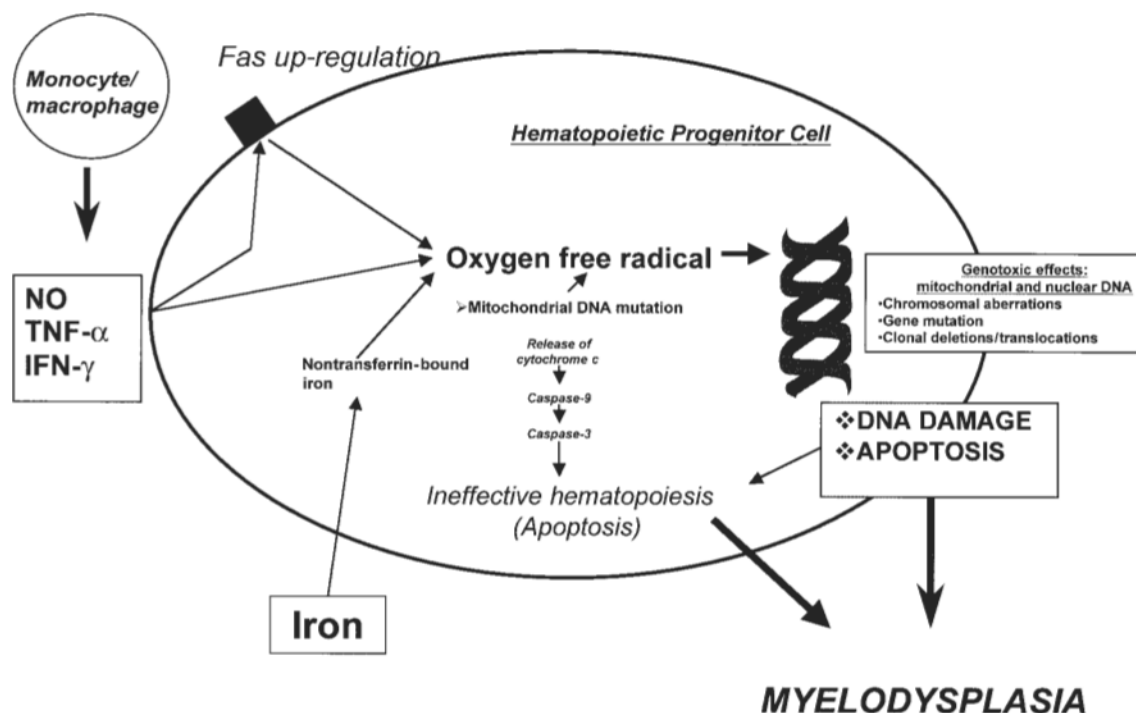 Fas up-regulation
Monocyte/
macrophage
Hematopoietic Progenitor Cell
Oxygen free radical
➢Mitochondrial DNA mutation
NO
TNF-α
IFN-γ
Genotoxic effects:
mitochondrial and nuclear DNA
•Chromosomal aberrations
•Gene mutation
•Clonal deletions/translocations
Release of
cytochrome c
Nontransferrin-bound
iron
Caspase-9
Caspase-3
❖DNA DAMAGE
❖APOPTOSIS
Ineffective hematopoiesis
(Apoptosis)
Iron
MYELODYSPLASIA